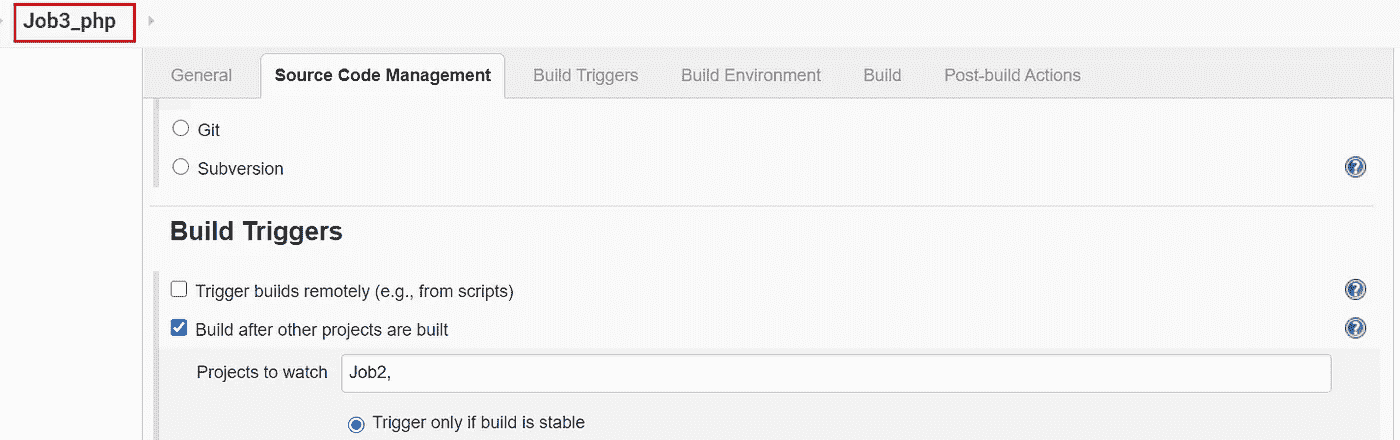 Job3_php
General Source Code Management Build Triggers Build Environment Build Post-build Actions
Git
Subversion
Build Triggers
Trigger builds remotely (e.g., from scripts)
Build after other projects are built
Projects to watch Job2,
Trigger only if build is stable